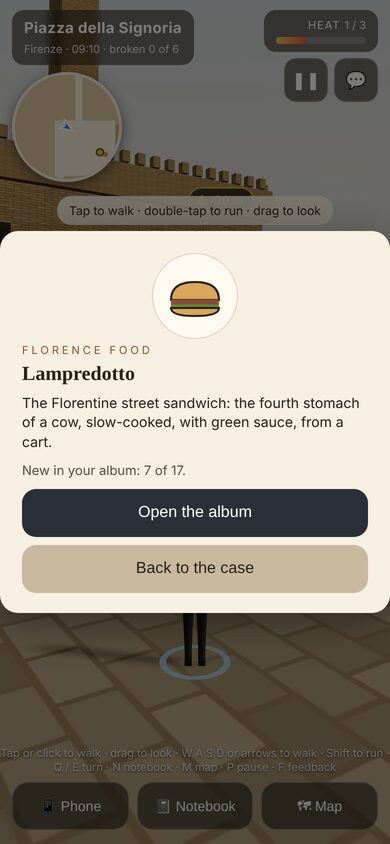 Piazza della Signoria
Firenze · 09:10 · broken 0 of 6
HEAT 1 / 3
Tap to walk · double-tap to run · drag to look
FLORENCE FOOD
Lampredotto
The Florentine street sandwich: the fourth stomach
of a cow, slow-cooked, with green sauce, from a
cart.
New in your album: 7 of 17.
Open the album
Back to the case
Tap or click to walk · drag to look · W A S D or arrows to walk · Shift to run ·
Q / E turn · N notebook · M map · P pause · F feedback
Phone
Notebook
Map